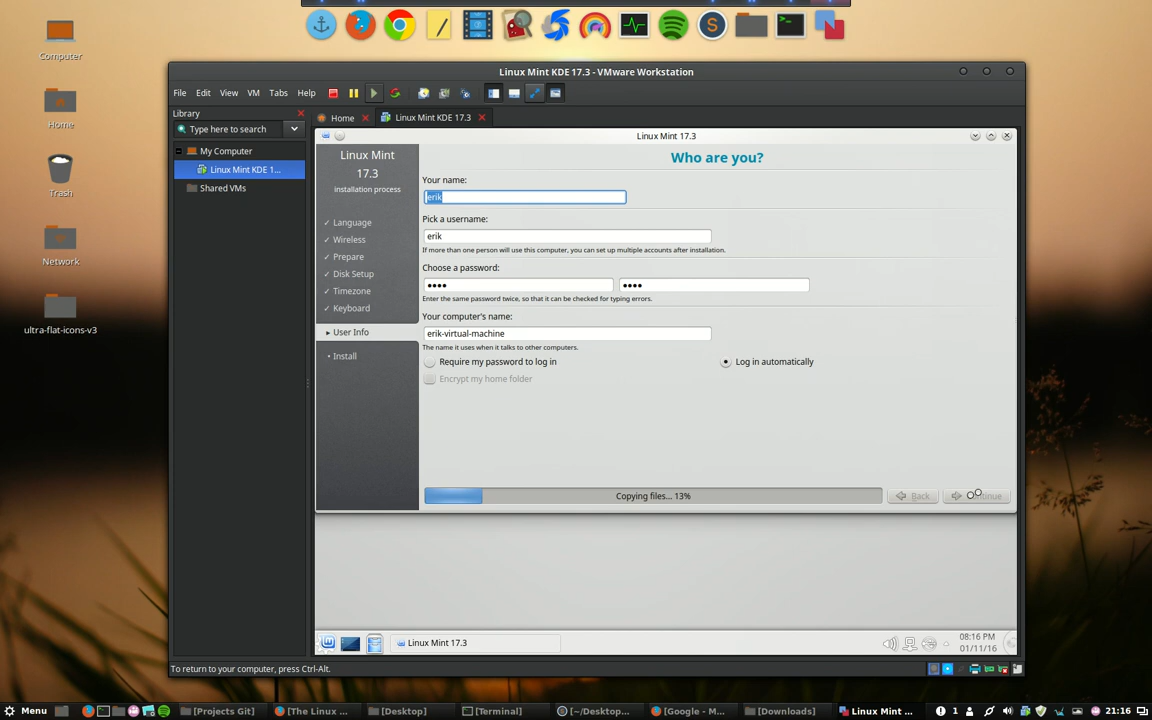 Computer
Home
Trash
Network
ultra-flat-icons-v3
Linux Mint KDE 17.3 - VMware Workstation
File Edit View VM Tabs Help
Library
Type here to search
My Computer
Linux Mint KDE 1...
Shared VMs
Home
Linux Mint KDE 17.3
Linux Mint 17.3
Linux Mint
17.3
installation process
✓ Language
✓ Wireless
✓ Prepare
✓ Disk Setup
✓ Timezone
✓ Keyboard
▸ User Info
• Install
Who are you?
Your name:
erik
Pick a username:
erik
If more than one person will use this computer, you can set up multiple accounts after installation.
Choose a password:
●●●● ●●●●
Enter the same password twice, so that it can be checked for typing errors.
Your computer's name:
erik-virtual-machine
The name it uses when it talks to other computers.
Require my password to log in
Log in automatically
Encrypt my home folder
Copying files... 13%
Back
Continue
Linux Mint 17.3
08:16 PM
01/11/16
To return to your computer, press Ctrl-Alt.
Menu
[Projects Git]
[The Linux ...
[Desktop]
[Terminal]
[~/Desktop...
[Google - M...
[Downloads]
Linux Mint ...
1
21:16